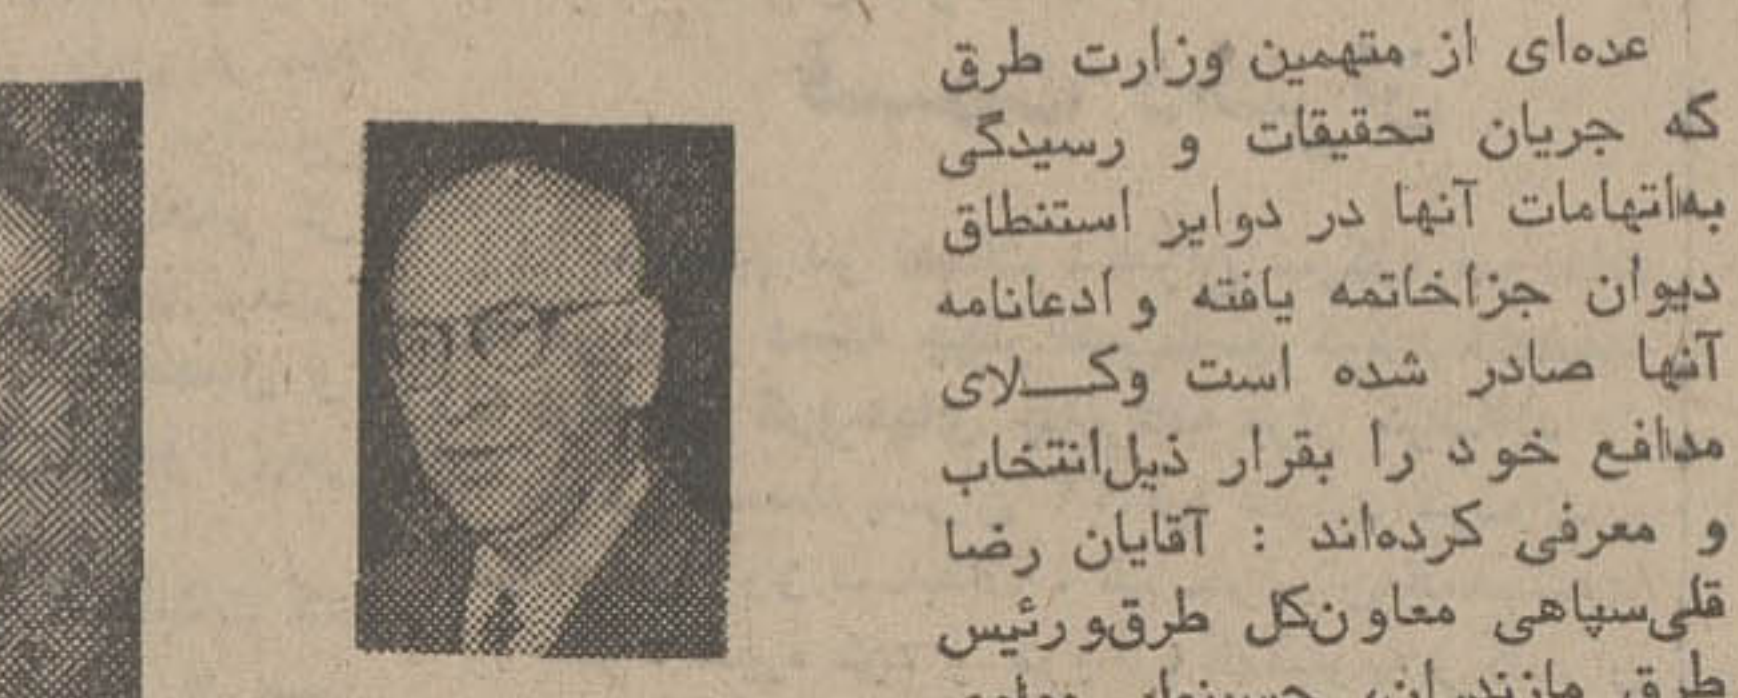 عده‌ای از متهمین وزارت طرق
که جریان تحقیقات و رسیدگی
به‌اتهامات آنها در دوایر استنطاق
دیوان جزاخاتمه یافته و ادعانامه
آنها صادر شده است وکـــلای
مدافع خود را بقرار ذیل‌انتخاب
و معرفی کرده‌اند : آقایان رضا
قلی‌سپاهی معاون‌کل طرق‌و رئیس
طرق مازندران،